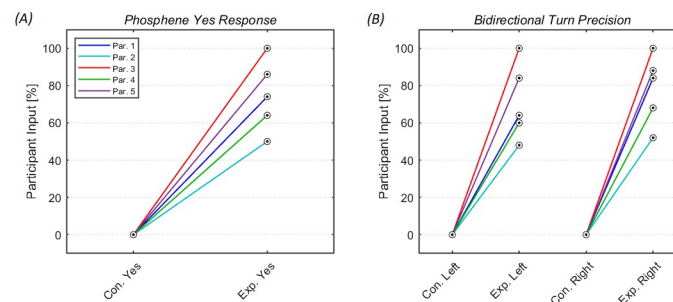 (A)
Phosphene Yes Response
Participant Input [%]
100
80
60
40
20
0
Par. 1
Par. 2
Par. 3
Par. 4
Par. 5
Con. Yes
Exp. Yes
(B)
Bidirectional Turn Precision
Participant Input [%]
100
80
60
40
20
0
Con. Left
Exp. Left
Con. Right
Exp. Right